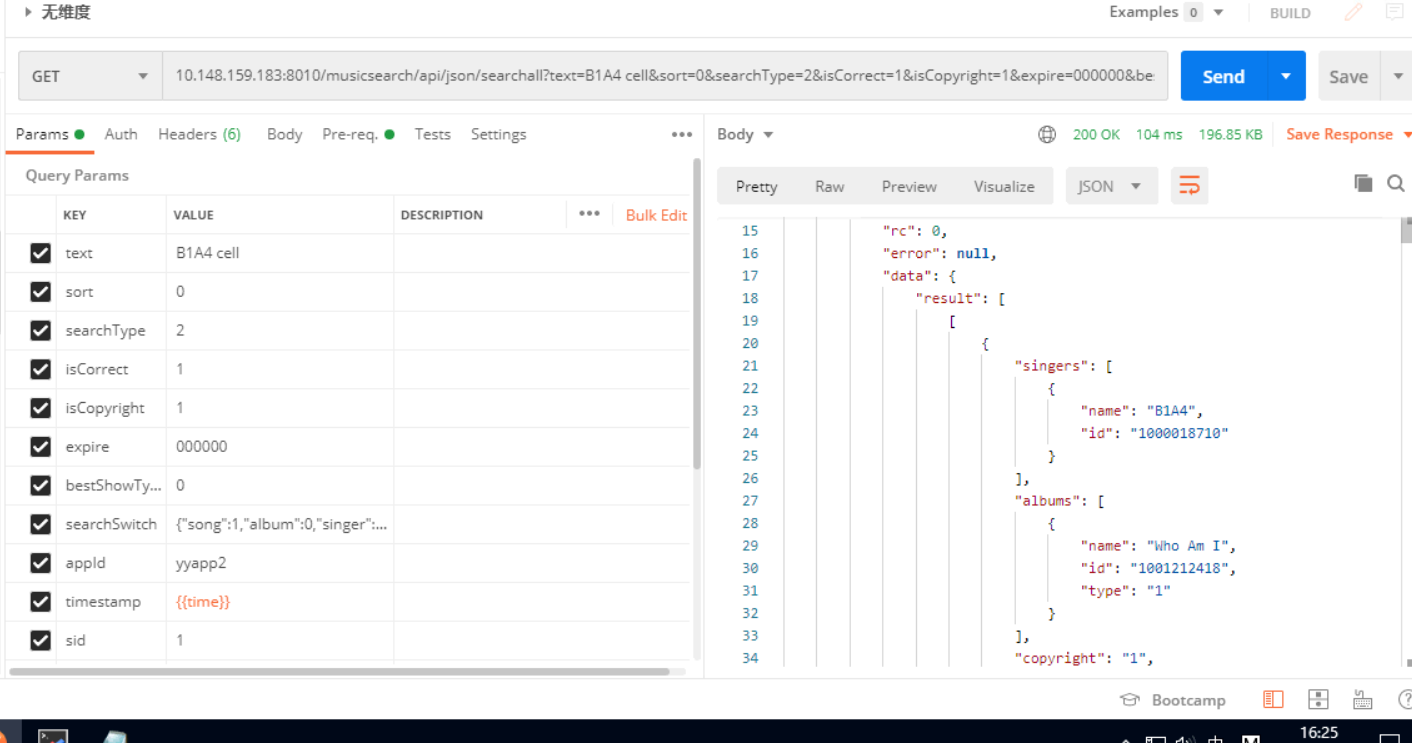 无维度
Examples 0
BUILD
GET
10.148.159.183:8010/musicsearch/api/json/searchall?text=B1A4 cell&sort=0&searchType=2&isCorrect=1&isCopyright=1&expire=000000&be
Send
Save
Params
Auth
Headers (6)
Body
Pre-req.
Tests
Settings
Body
200 OK
104 ms
196.85 KB
Save Response
Query Params
Pretty
Raw
Preview
Visualize
JSON
KEY
VALUE
DESCRIPTION
Bulk Edit
text
B1A4 cell
sort
0
searchType
2
isCorrect
1
isCopyright
1
expire
000000
bestShowTy...
0
searchSwitch
{"song":1,"album":0,"singer":...
appId
yyapp2
timestamp
{{time}}
sid
1
15 "rc": 0,
16 "error": null,
17 "data": {
18 "result": [
19 [
20 {
21 "singers": [
22 {
23 "name": "B1A4",
24 "id": "1000018710"
25 }
26 ],
27 "albums": [
28 {
29 "name": "Who Am I",
30 "id": "1001212418",
31 "type": "1"
32 }
33 ],
34 "copyright": "1",
Bootcamp
中
16:25